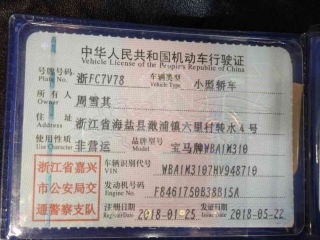 中华人民共和国机动车行驶证
Vehicle License of the People's Republic of China
号牌号码 浙FC7V78 车辆类型 小型轿车
Plate No. Vehicle Type
所有人 周雪其
Owner
住址 浙江省海盐县澉浦镇六里村转水4号
Address
使用性质 非营运 品牌型号 宝马牌WBA1M310
Use Character Model
浙江省嘉兴
市公安局交
通警察支队
车辆识别代号 WBA1M3107HV948710
VIN
发动机号码 F8461750B38B15A
Engine No.
注册日期 2018-01-25 发证日期 2018-05-22
Register Date Issue Date